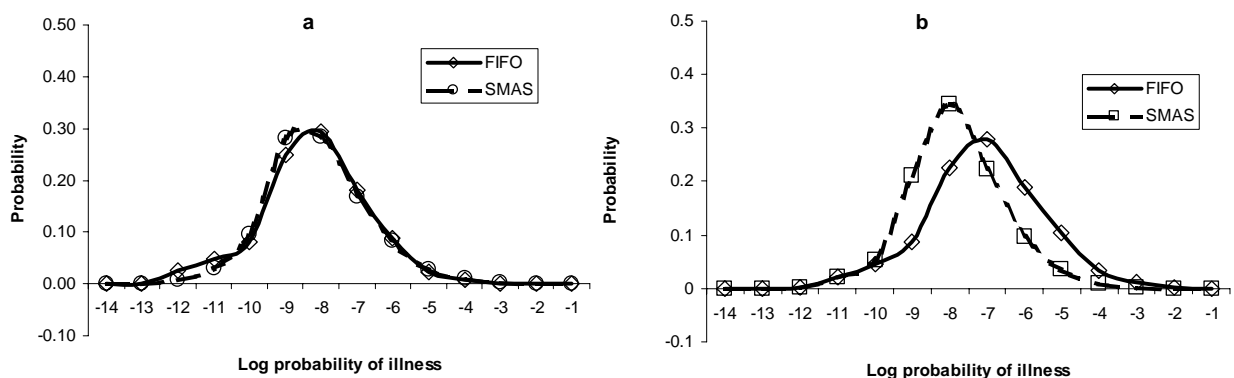 a
0.50
0.40
0.30
0.20
0.10
0.00
-0.10
Probability
FIFO
SMAS
-14 -13 -12 -11 -10 -9 -8 -7 -6 -5 -4 -3 -2 -1
Log probability of illness
b
0.5
0.4
0.3
0.2
0.1
0
-0.1
Probability
FIFO
SMAS
-14 -13 -12 -11 -10 -9 -8 -7 -6 -5 -4 -3 -2 -1
Log probability of illness